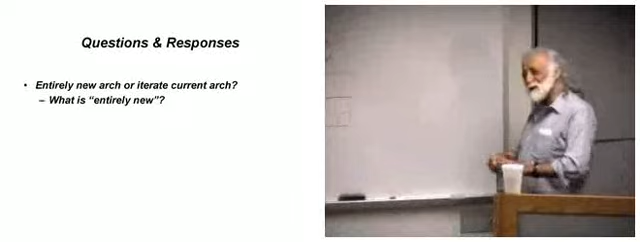 Questions & Responses
• Entirely new arch or iterate current arch?
– What is “entirely new”?